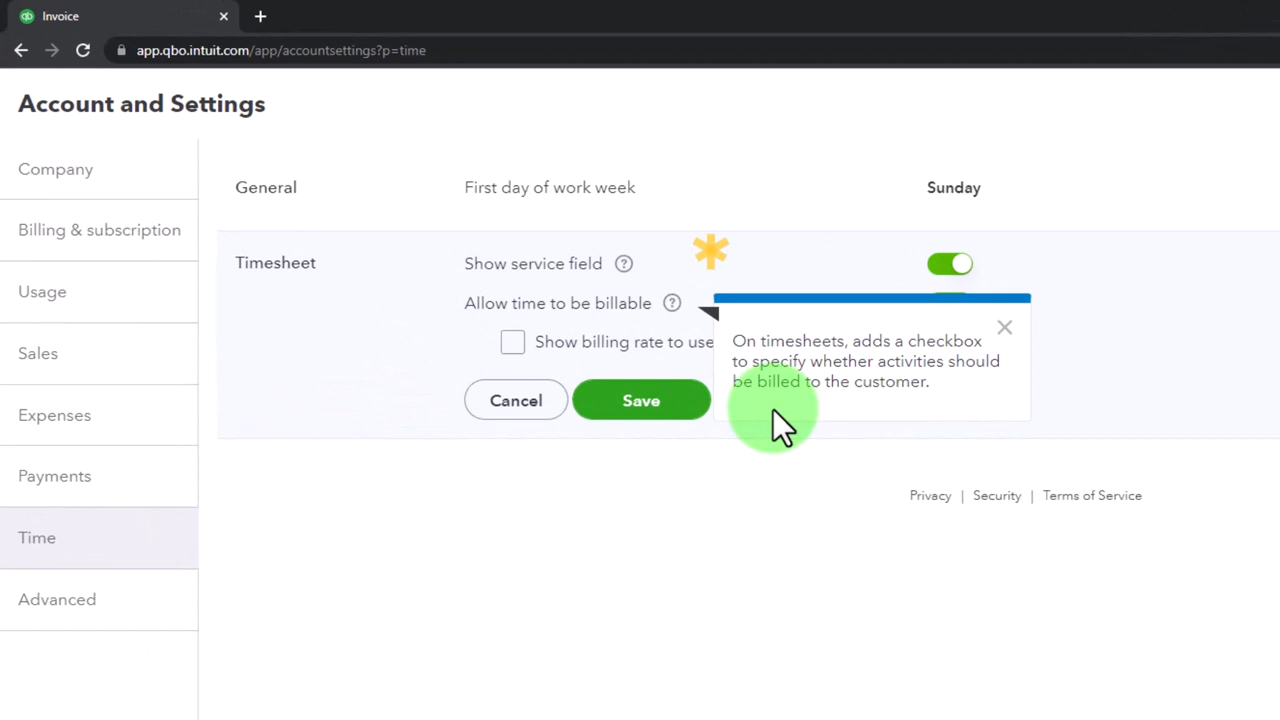 Invoice
app.qbo.intuit.com/app/accountsettings?p=time
Account and Settings
Company
Billing & subscription
Usage
Sales
Expenses
Payments
Time
Advanced
General
First day of work week
Sunday
Timesheet
Show service field ?
Allow time to be billable ?
Show billing rate to use
Cancel
Save
On timesheets, adds a checkbox
to specify whether activities should
be billed to the customer.
Privacy | Security | Terms of Service